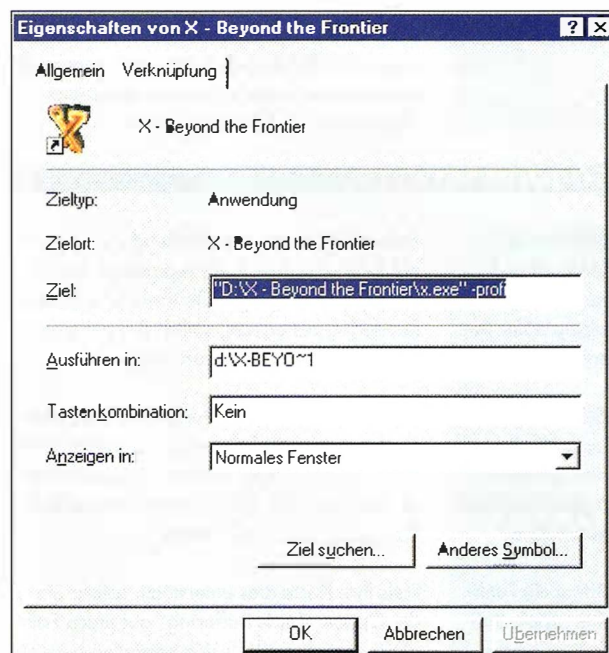 Eigenschaften von X - Beyond the Frontier
Allgemein Verknüpfung
X - Beyond the Frontier
Zieltyp: Anwendung
Zielort: X - Beyond the Frontier
Ziel: "D:\X - Beyond the Frontier\x.exe" -prof
Ausführen in: d:\X-BEYO~1
Tastenkombination: Kein
Anzeigen in: Normales Fenster
Ziel suchen... Anderes Symbol...
OK Abbrechen Übernehmen